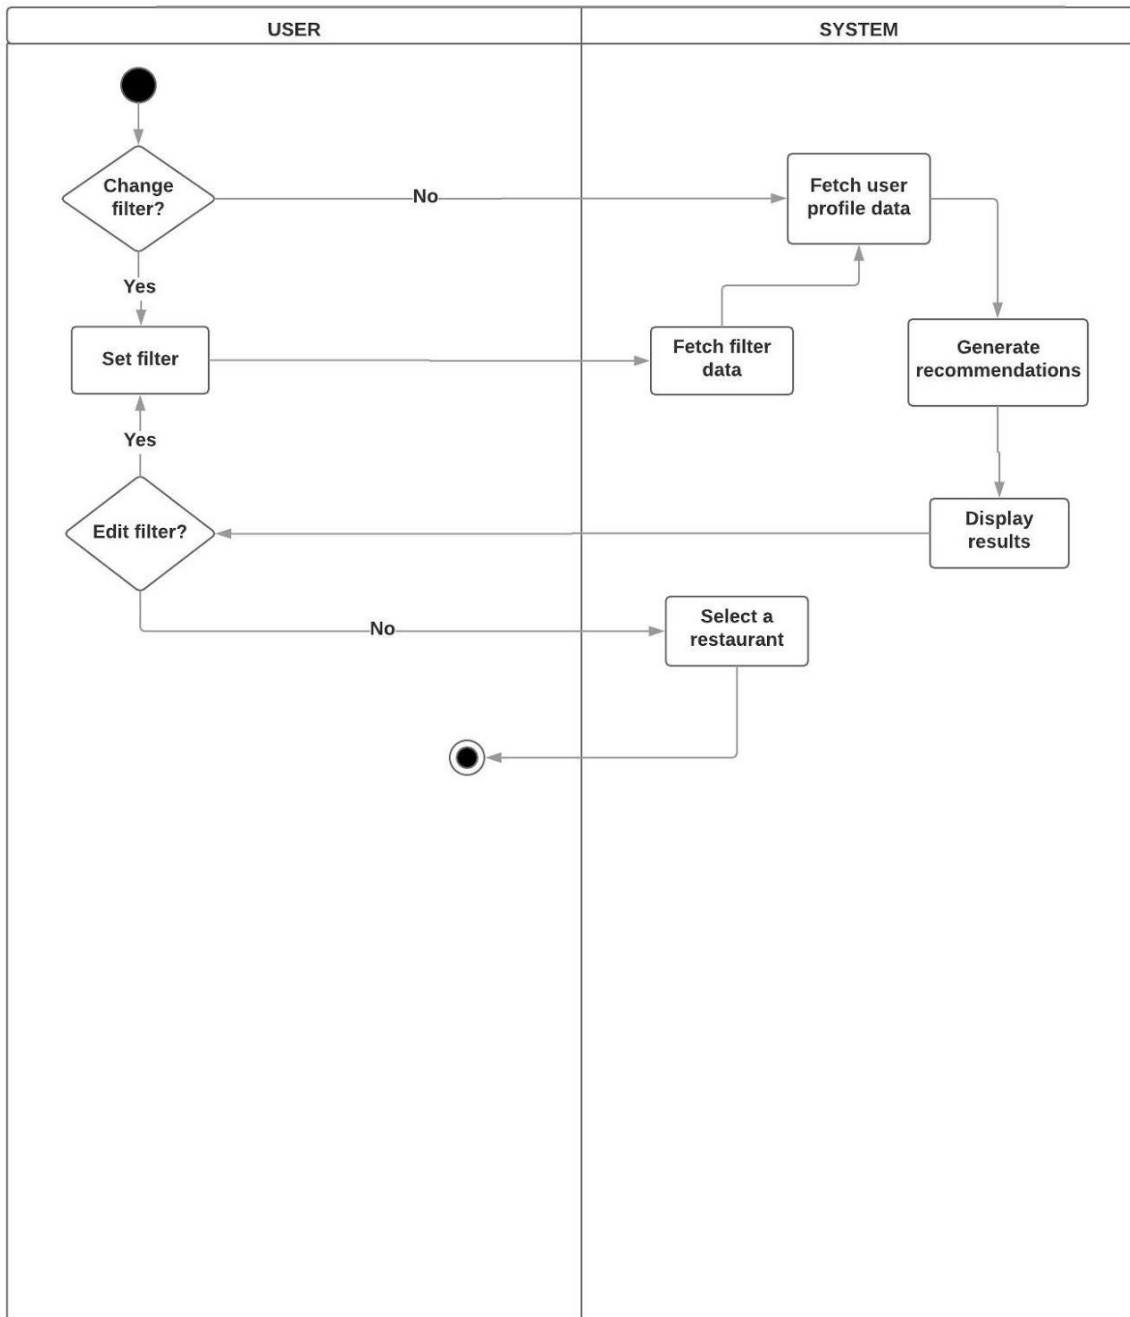 USER
SYSTEM
Change
filter?
No
Fetch user
profile data
Yes
Set filter
Fetch filter
data
Generate
recommendations
Yes
Edit filter?
Display
results
No
Select a
restaurant